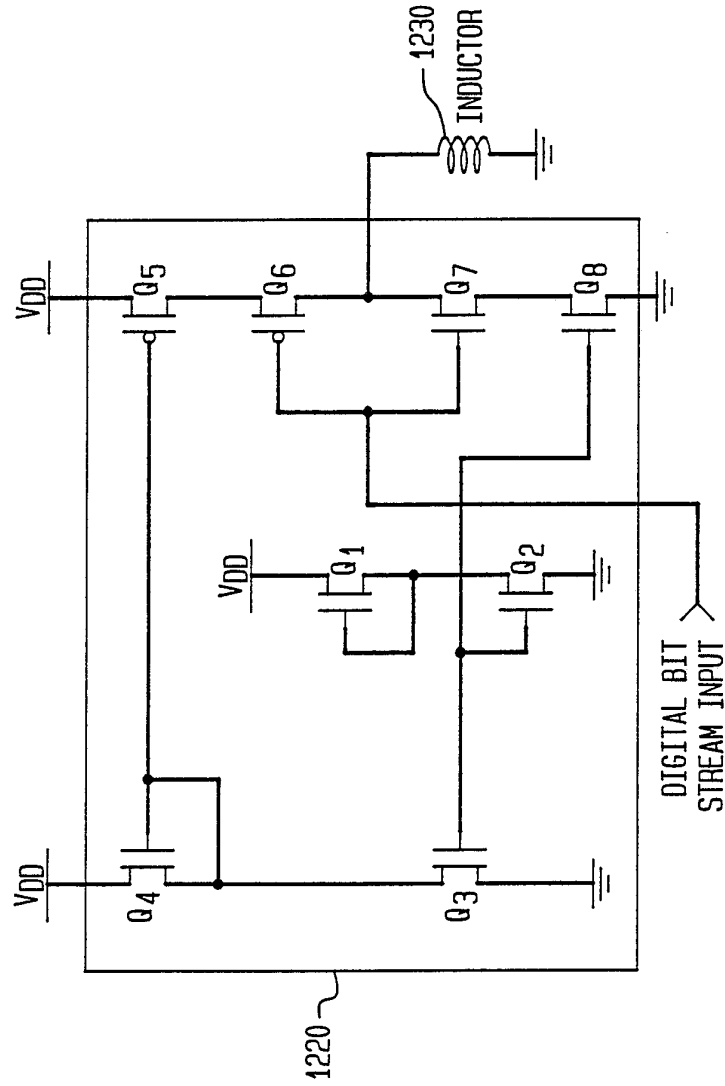 VDD
VDD
VDD
Q4
Q5
Q6
Q1
Q2
Q3
Q7
Q8
1230
INDUCTOR
1220
DIGITAL BIT
STREAM INPUT